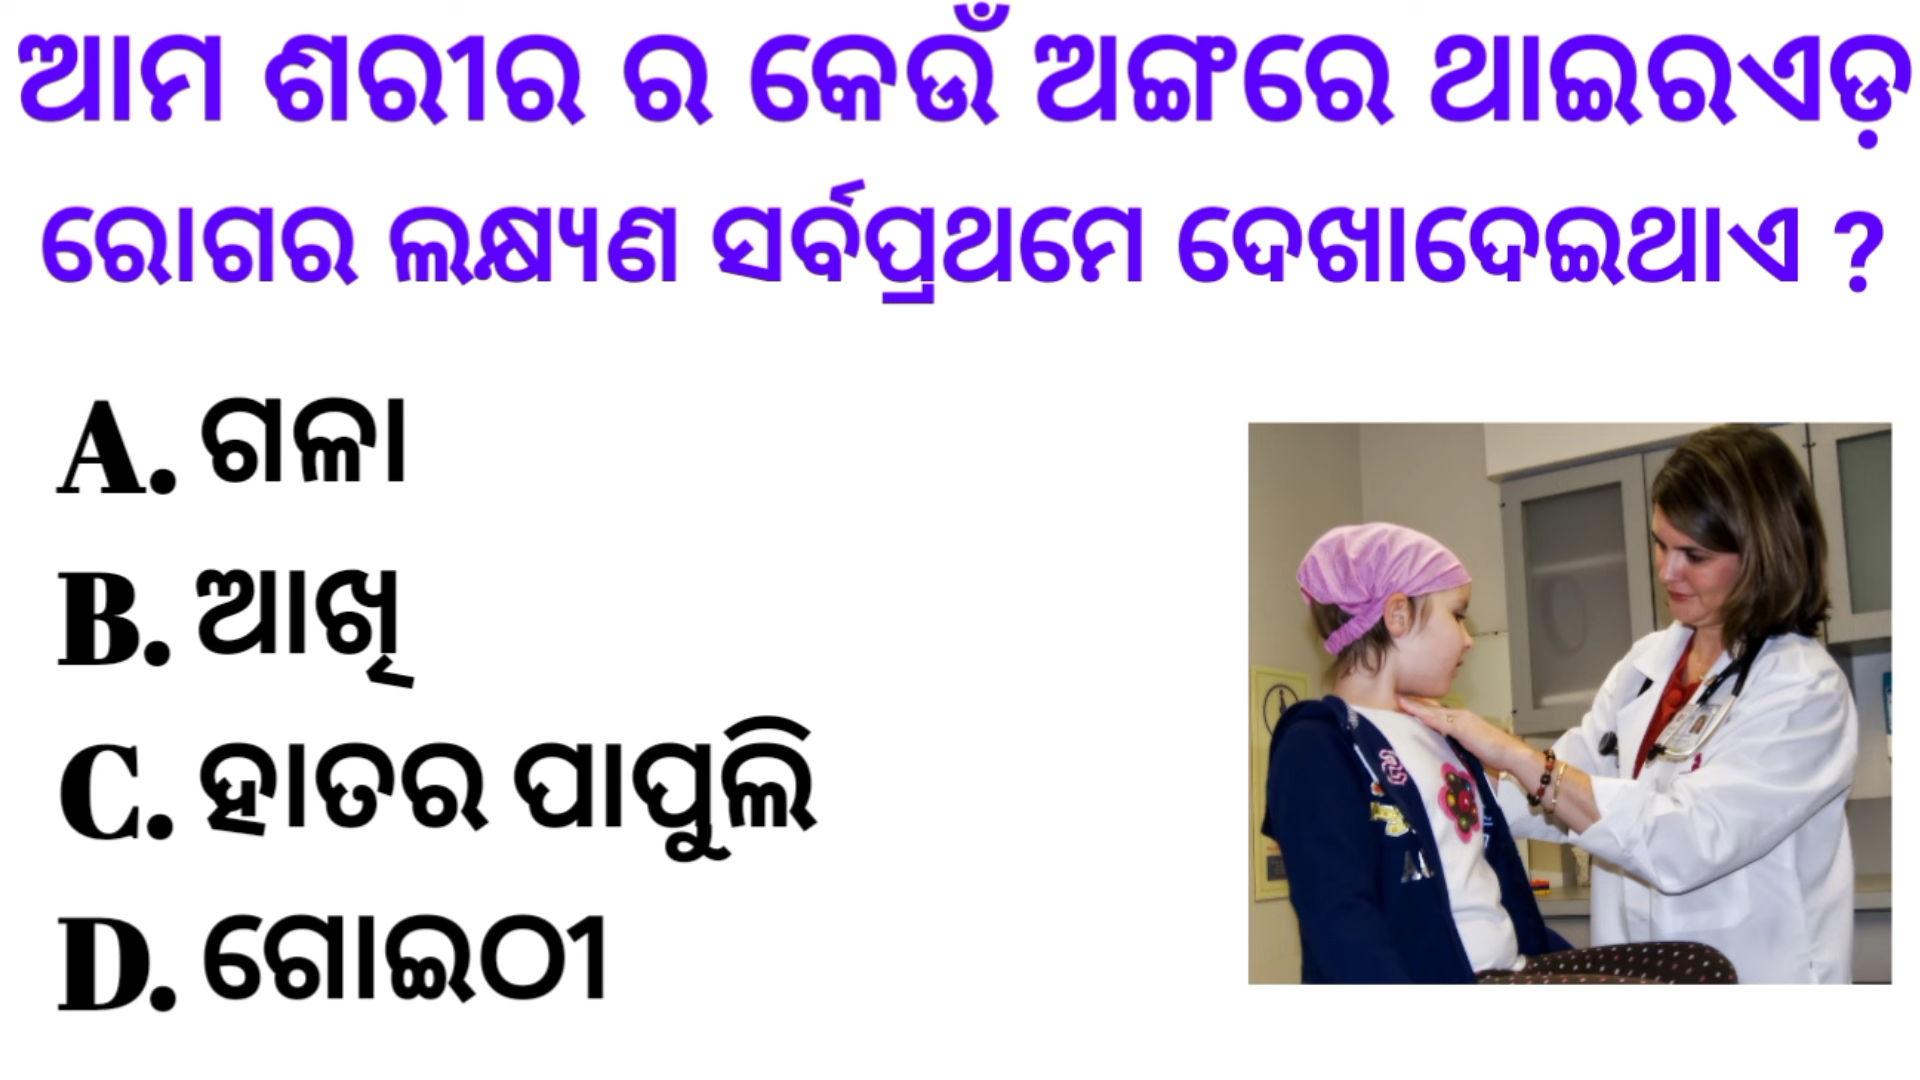 ଆମ ଶରୀର ର କେଉଁ ଅଙ୍ଗରେ ଥାଇରଏଡ଼
ରୋଗର ଲକ୍ଷ୍ୟଣ ସର୍ବପ୍ରଥମେ ଦେଖାଦେଇଥାଏ ?
A. ଗଳା
B. ଆଖି
C. ହାତର ପାପୁଲି
D. ଗୋଇଠୀ